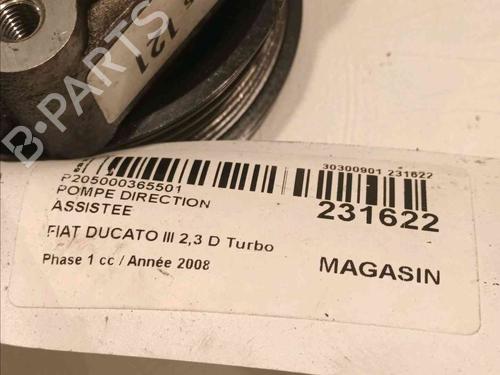 121
B-PARTS
30300901 231622
P205000365501
POMPE DIRECTION
ASSISTEE
231622
FIAT DUCATO III 2,3 D Turbo
Phase 1 cc / Année 2008
MAGASIN